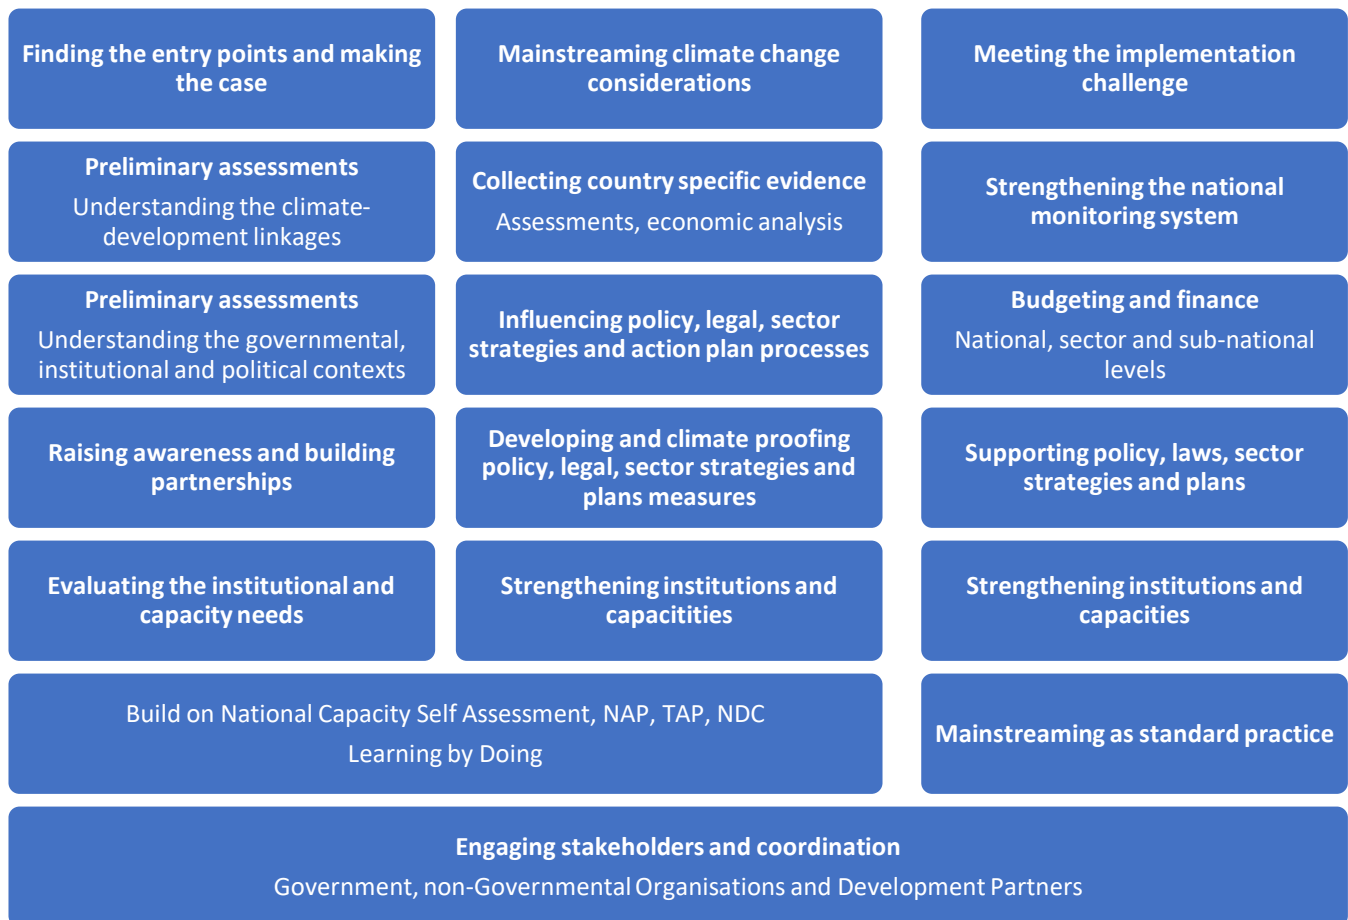 Finding the entry points and making
the case
Mainstreaming climate change
considerations
Meeting the implementation
challenge
Preliminary assessments
Understanding the climate-
development linkages
Collecting country specific evidence
Assessments, economic analysis
Strengthening the national
monitoring system
Preliminary assessments
Understanding the governmental,
institutional and political contexts
Influencing policy, legal, sector
strategies and action plan processes
Budgeting and finance
National, sector and sub-national
levels
Raising awareness and building
partnerships
Developing and climate proofing
policy, legal, sector strategies and
plans measures
Supporting policy, laws, sector
strategies and plans
Evaluating the institutional and
capacity needs
Strengthening institutions and
capacitities
Strengthening institutions and
capacities
Build on National Capacity Self Assessment, NAP, TAP, NDC
Learning by Doing
Mainstreaming as standard practice
Engaging stakeholders and coordination
Government, non-Governmental Organisations and Development Partners